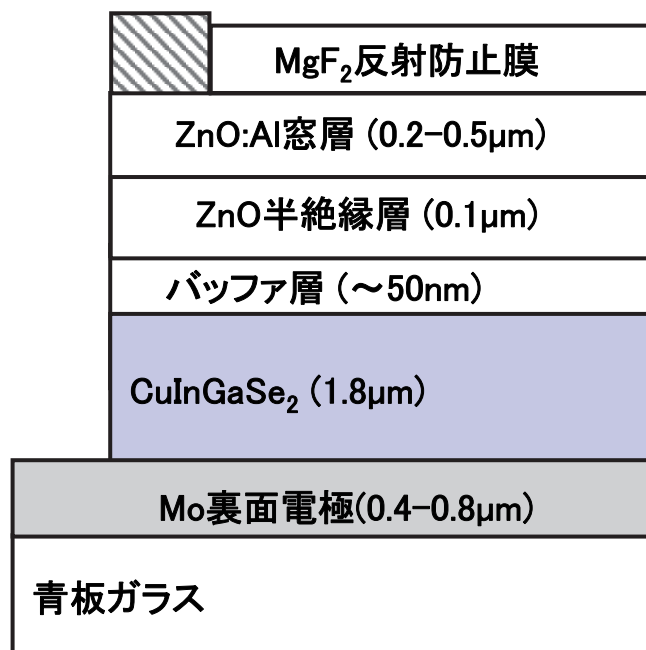 MgF₂反射防止膜
ZnO:Al窓層 (0.2-0.5μm)
ZnO半絶縁層 (0.1μm)
バッファ層 (～50nm)
CuInGaSe₂ (1.8μm)
Mo裏面電極(0.4-0.8μm)
青板ガラス